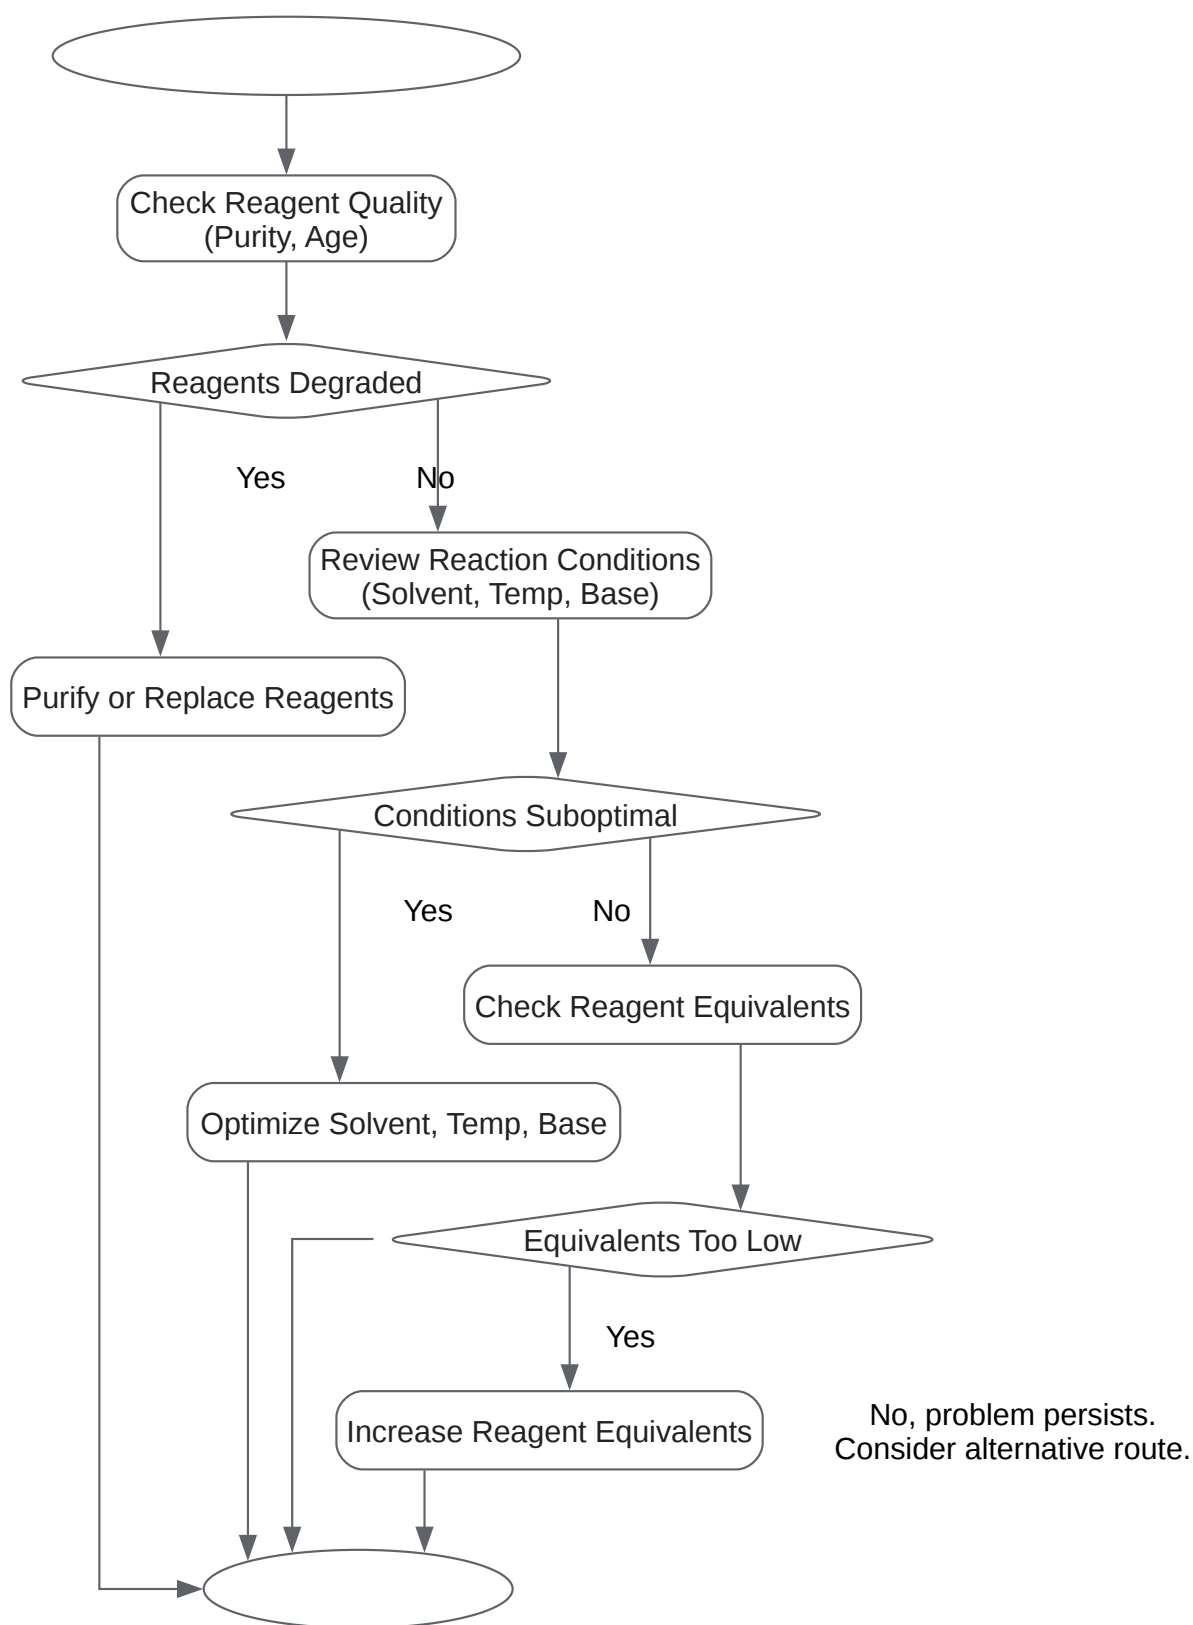 Check Reagent Quality
(Purity, Age)
Reagents Degraded
Yes
No
Review Reaction Conditions
(Solvent, Temp, Base)
Purify or Replace Reagents
Conditions Suboptimal
Yes
No
Check Reagent Equivalents
Optimize Solvent, Temp, Base
Equivalents Too Low
Yes
Increase Reagent Equivalents
No, problem persists.
Consider alternative route.